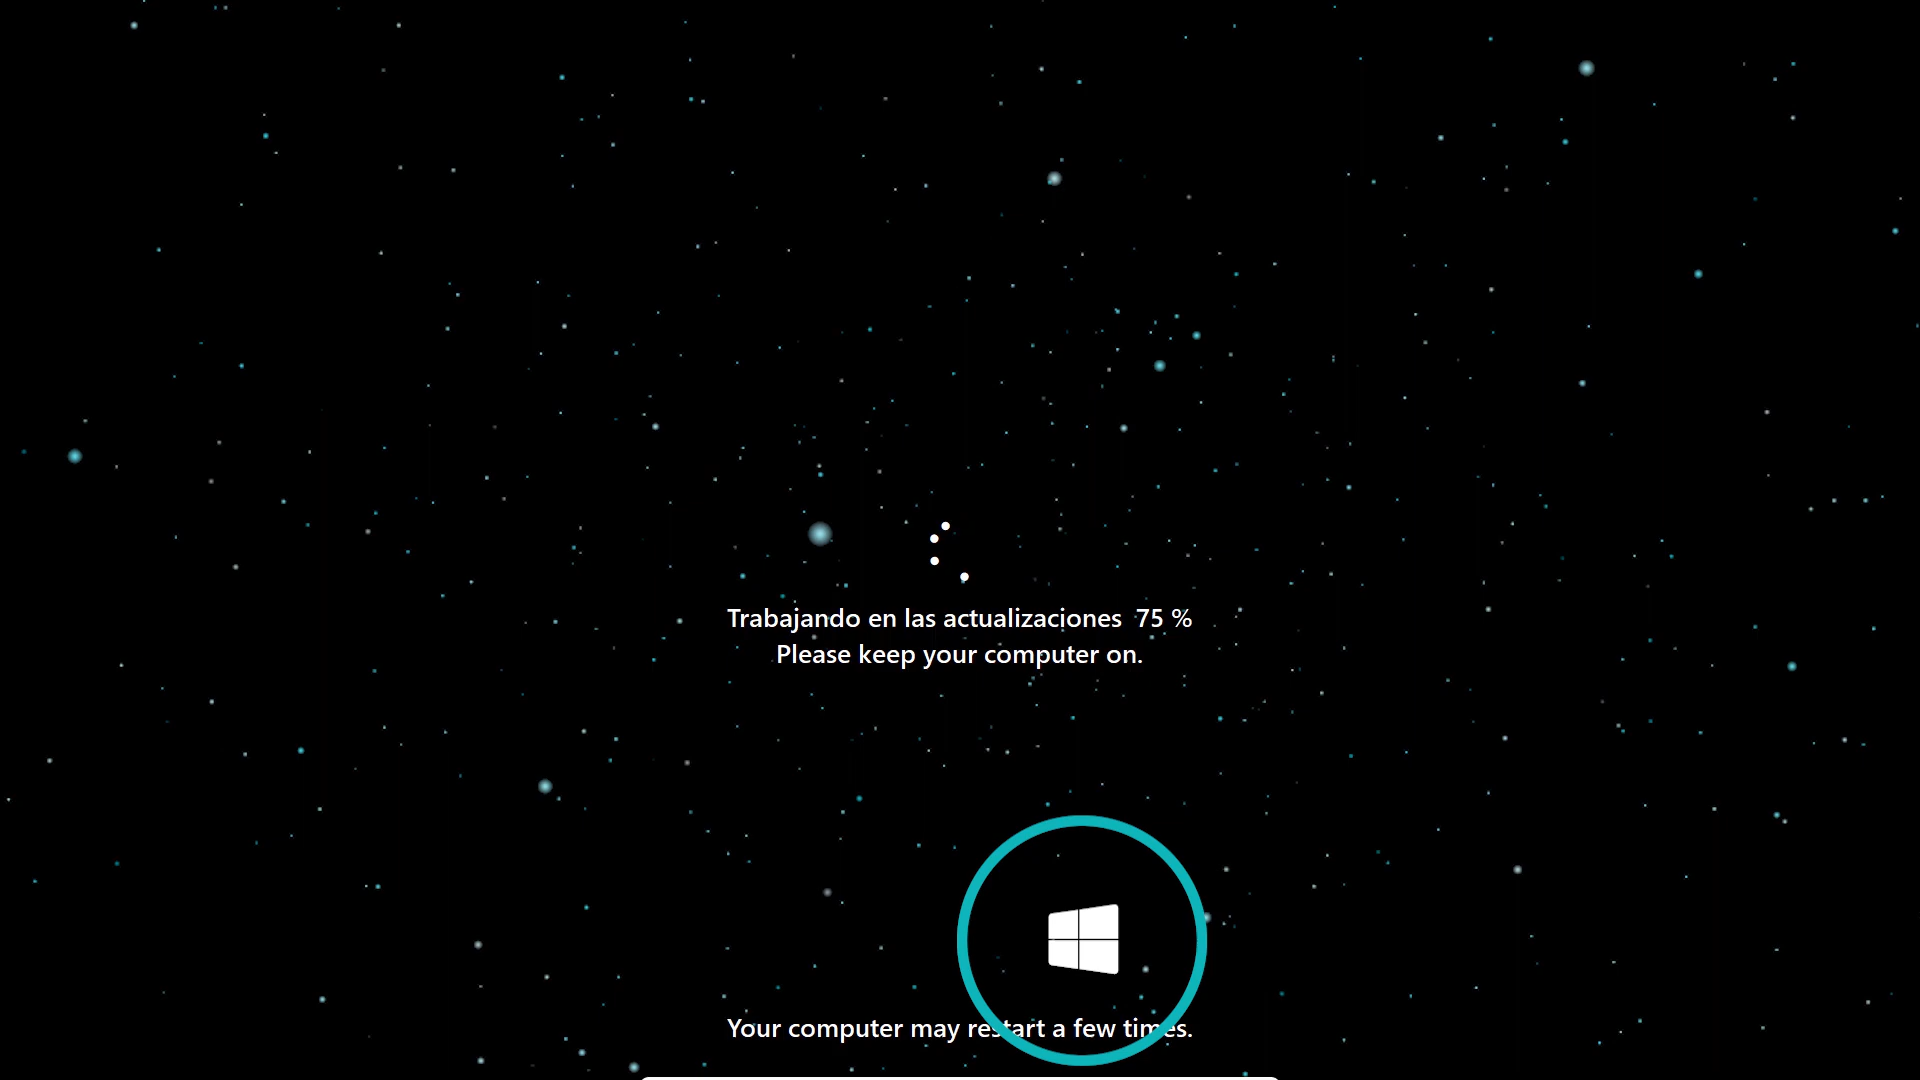 Trabajando en las actualizaciones 75 %
Please keep your computer on.
Your computer may restart a few times.